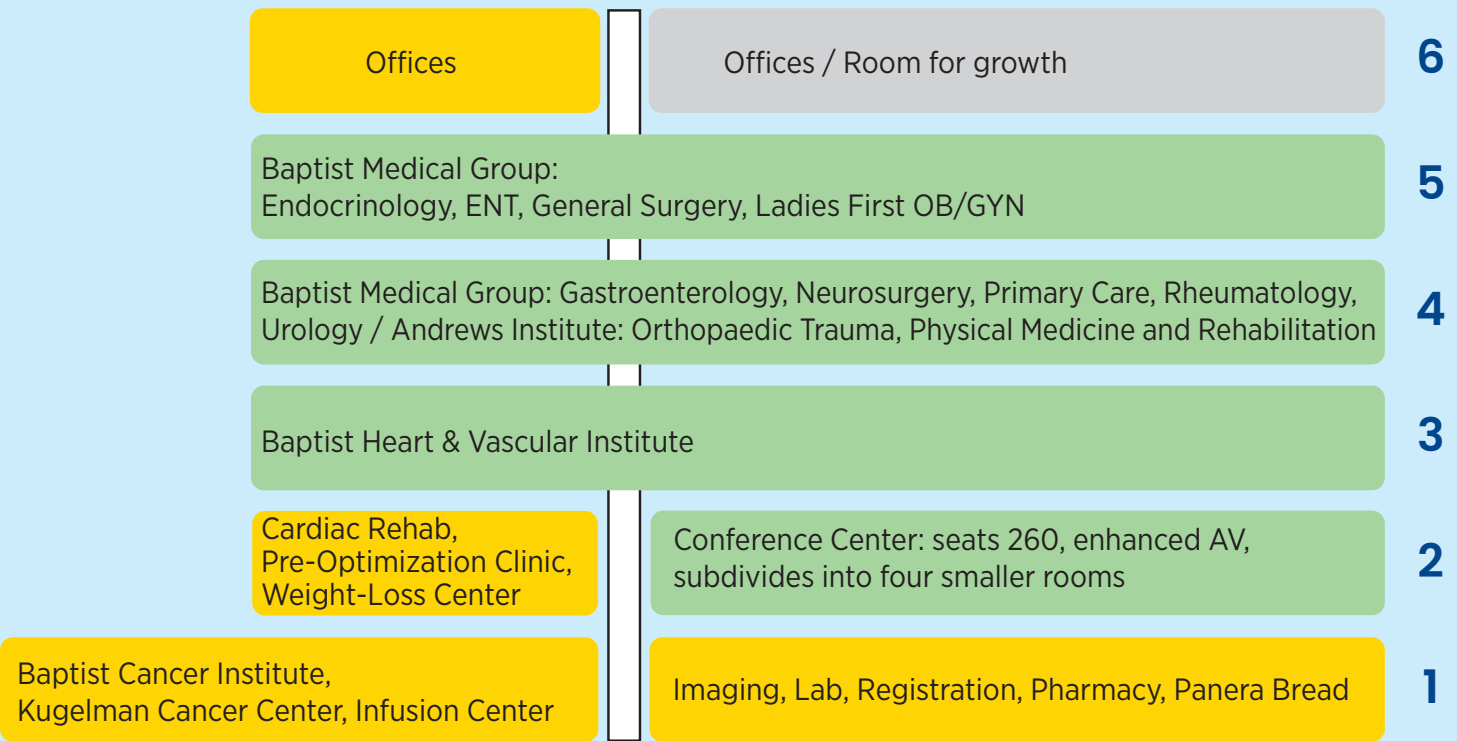 Offices
Offices / Room for growth
6
Baptist Medical Group:
Endocrinology, ENT, General Surgery, Ladies First OB/GYN
5
Baptist Medical Group: Gastroenterology, Neurosurgery, Primary Care, Rheumatology,
Urology / Andrews Institute: Orthopaedic Trauma, Physical Medicine and Rehabilitation
4
Baptist Heart & Vascular Institute
3
Cardiac Rehab,
Pre-Optimization Clinic,
Weight-Loss Center
Conference Center: seats 260, enhanced AV,
subdivides into four smaller rooms
2
Baptist Cancer Institute,
Kugelman Cancer Center, Infusion Center
Imaging, Lab, Registration, Pharmacy, Panera Bread
1